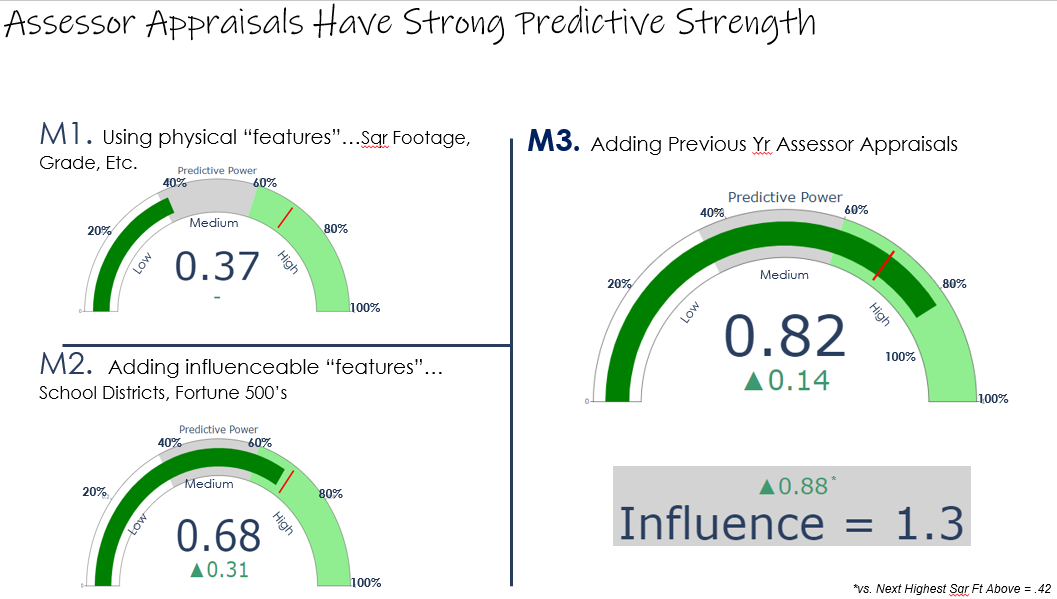 Assessor Appraisals Have Strong Predictive Strength
M1. Using physical “features”…Sqr Footage,
Grade, Etc.
Predictive Power
40%
60%
20%
80%
Low
Medium
High
0.37
-
0
100%
M2. Adding influenceable “features”…
School Districts, Fortune 500’s
Predictive Power
40%
60%
20%
80%
Low
Medium
High
0.68
▲0.31
0
100%
M3. Adding Previous Yr Assessor Appraisals
Predictive Power
40%
60%
20%
80%
Low
Medium
High
0.82
▲0.14
100%
0
100%
▲0.88*
Influence = 1.3
*vs. Next Highest Sqr Ft Above = .42